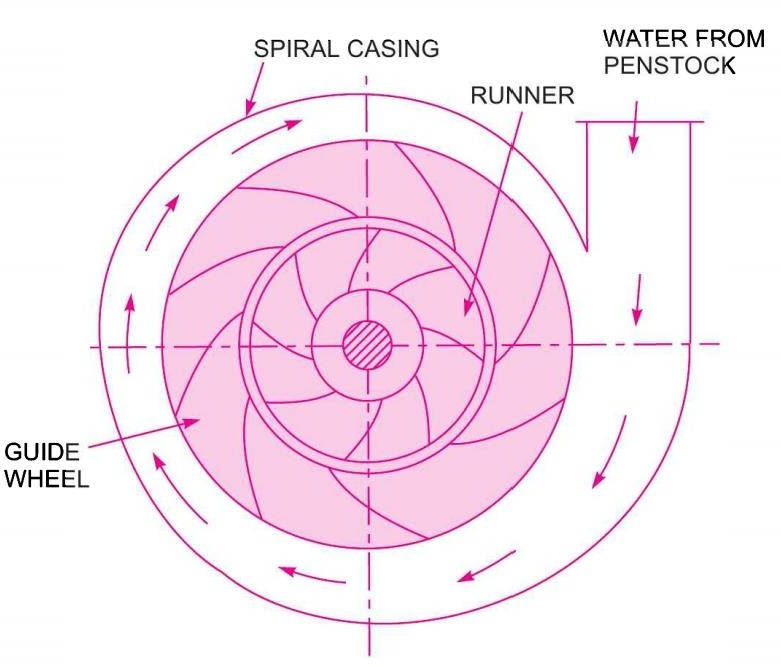 SPIRAL CASING
WATER FROM
PENSTOCK
RUNNER
GUIDE
WHEEL